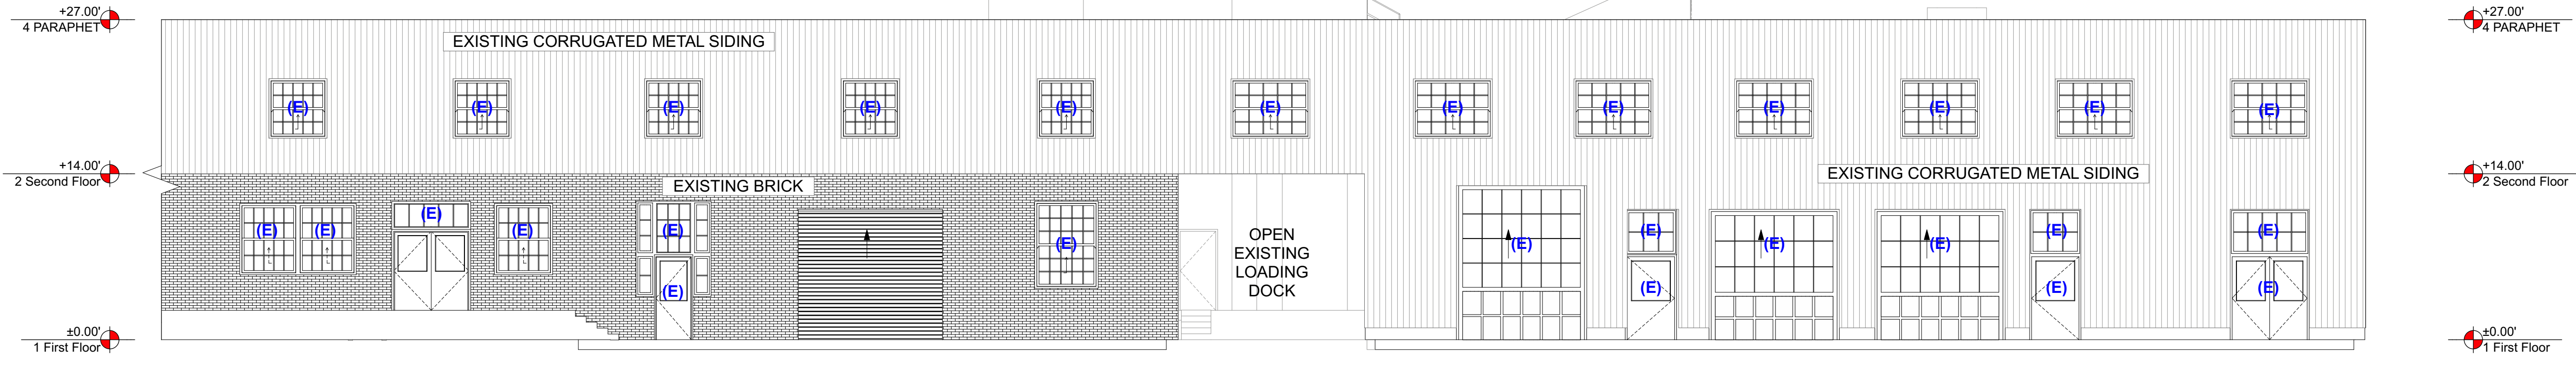 +27.00'
4 PARAPHET
+27.00'
4 PARAPHET
EXISTING CORRUGATED METAL SIDING
(E) (E) (E) (E) (E) (E) (E) (E) (E) (E) (E) (E)
+14.00'
2 Second Floor
EXISTING BRICK
EXISTING CORRUGATED METAL SIDING
+14.00'
2 Second Floor
(E) (E) (E) (E) (E) (E) (E) (E) (E) (E) (E) (E) (E)
OPEN
EXISTING
LOADING
DOCK
(E) (E) (E) (E)
±0.00'
1 First Floor
±0.00'
1 First Floor